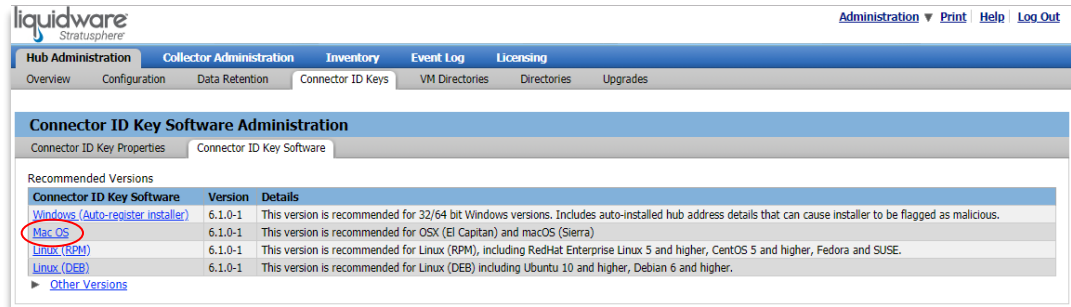 liquidware
Stratusphere
Administration ▼ Print Help Log Out
Hub Administration Collector Administration Inventory Event Log Licensing
Overview Configuration Data Retention Connector ID Keys VM Directories Directories Upgrades
Connector ID Key Software Administration
Connector ID Key Properties Connector ID Key Software
Recommended Versions
Connector ID Key Software Version Details
Windows (Auto-register installer) 6.1.0-1 This version is recommended for 32/64 bit Windows versions. Includes auto-installed hub address details that can cause installer to be flagged as malicious.
Mac OS 6.1.0-1 This version is recommended for OSX (El Capitan) and macOS (Sierra)
Linux (RPM) 6.1.0-1 This version is recommended for Linux (RPM), including RedHat Enterprise Linux 5 and higher, CentOS 5 and higher, Fedora and SUSE.
Linux (DEB) 6.1.0-1 This version is recommended for Linux (DEB) including Ubuntu 10 and higher, Debian 6 and higher.
► Other Versions